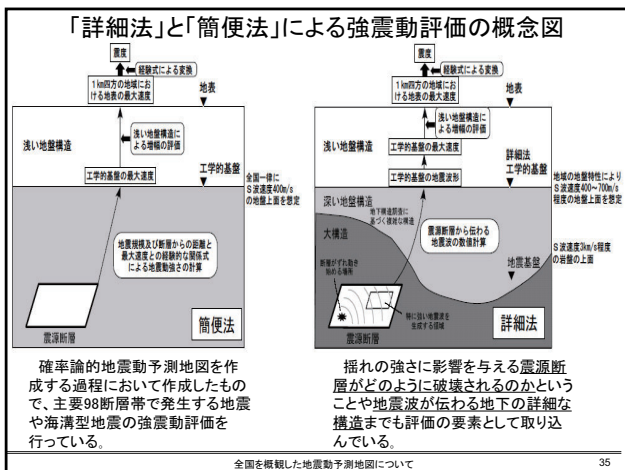 「詳細法」と「簡便法」による強震動評価の概念図
震度
経験式による変換
1km四方の地域にお
ける地表の最大速度
地表
浅い地盤構造
浅い地盤構造に
よる増幅の評価
工学的基盤の最大速度
工学的基盤
全国一律に
S波速度400m/s
の地盤上面を想定
地震規模及び断層からの距離と
最大速度との経験的な関係式
による地震動強さの計算
震源断層
簡便法
確率論的地震動予測地図を作
成する過程において作成したもの
で、主要98断層帯で発生する地震
や海溝型地震の強震動評価を
行っている。
震度
経験式による変換
1km四方の地域にお
ける地表の最大速度
地表
浅い地盤構造
浅い地盤構造に
よる増幅の評価
工学的基盤の最大速度
工学的基盤の地震波形
詳細法
工学的基盤
地域の地盤特性により
S波速度400～700m/s
程度の地盤上面を想定
深い地盤構造
地下構造調査に
基づく複雑な構造
大構造
震源断層から伝わる
地震波の数値計算
地震基盤
S波速度3km/s程度
の岩盤の上面
断層がずれ動き
始める場所
特に強い地震波を
生成する領域
震源断層
詳細法
揺れの強さに影響を与える震源断
層がどのように破壊されるのかという
ことや地震波が伝わる地下の詳細な
構造までも評価の要素として取り込
んでいる。
全国を概観した地震動予測地図について
35